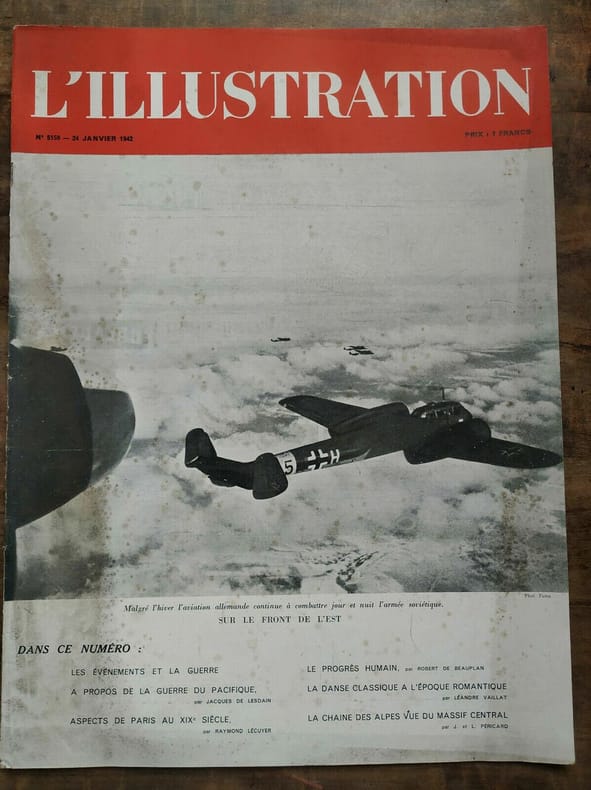 L'ILLUSTRATION
N° 5159 — 24 JANVIER 1942
PRIX : 7 FRANCS
5 H
Phot. Fama
Malgré l'hiver l'aviation allemande continue à combattre jour et nuit l'armée soviétique.
SUR LE FRONT DE L'EST
DANS CE NUMÉRO :
LES ÉVÉNEMENTS ET LA GUERRE
A PROPOS DE LA GUERRE DU PACIFIQUE,
par JACQUES DE LESDAIN
ASPECTS DE PARIS AU XIXe SIÈCLE,
par RAYMOND LÉCUYER
LE PROGRÈS HUMAIN, par ROBERT DE BEAUPLAN
LA DANSE CLASSIQUE A L'ÉPOQUE ROMANTIQUE
par LÉANDRE VAILLAT
LA CHAINE DES ALPES VUE DU MASSIF CENTRAL
par J. et L. PÉRICARD